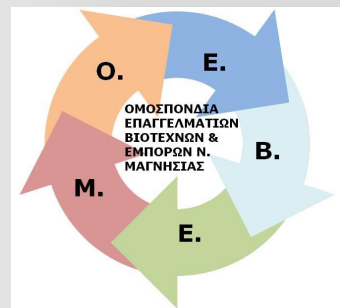 Ο.
Ε.
ΟΜΟΣΠΟΝΔΙΑ
ΕΠΑΓΓΕΛΜΑΤΙΩΝ
ΒΙΟΤΕΧΝΩΝ &
ΕΜΠΟΡΩΝ Ν.
ΜΑΓΝΗΣΙΑΣ
Β.
Μ.
Ε.